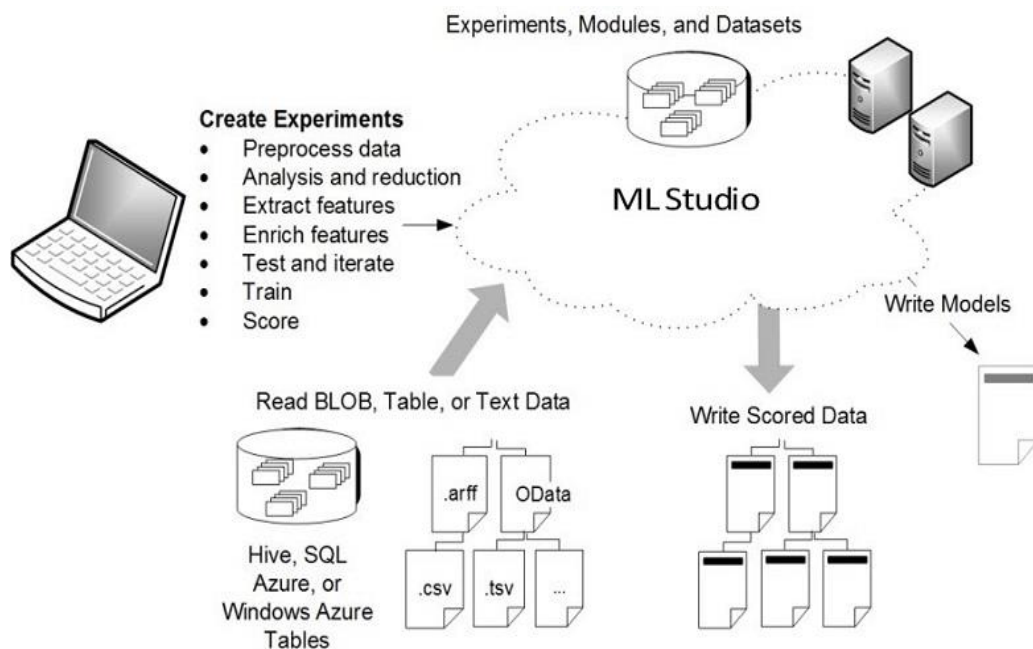 Experiments, Modules, and Datasets
Create Experiments
• Preprocess data
• Analysis and reduction
• Extract features
• Enrich features
• Test and iterate
• Train
• Score
ML Studio
Write Models
Read BLOB, Table, or Text Data
Write Scored Data
.arff
OData
.csv
.tsv
...
Hive, SQL
Azure, or
Windows Azure
Tables